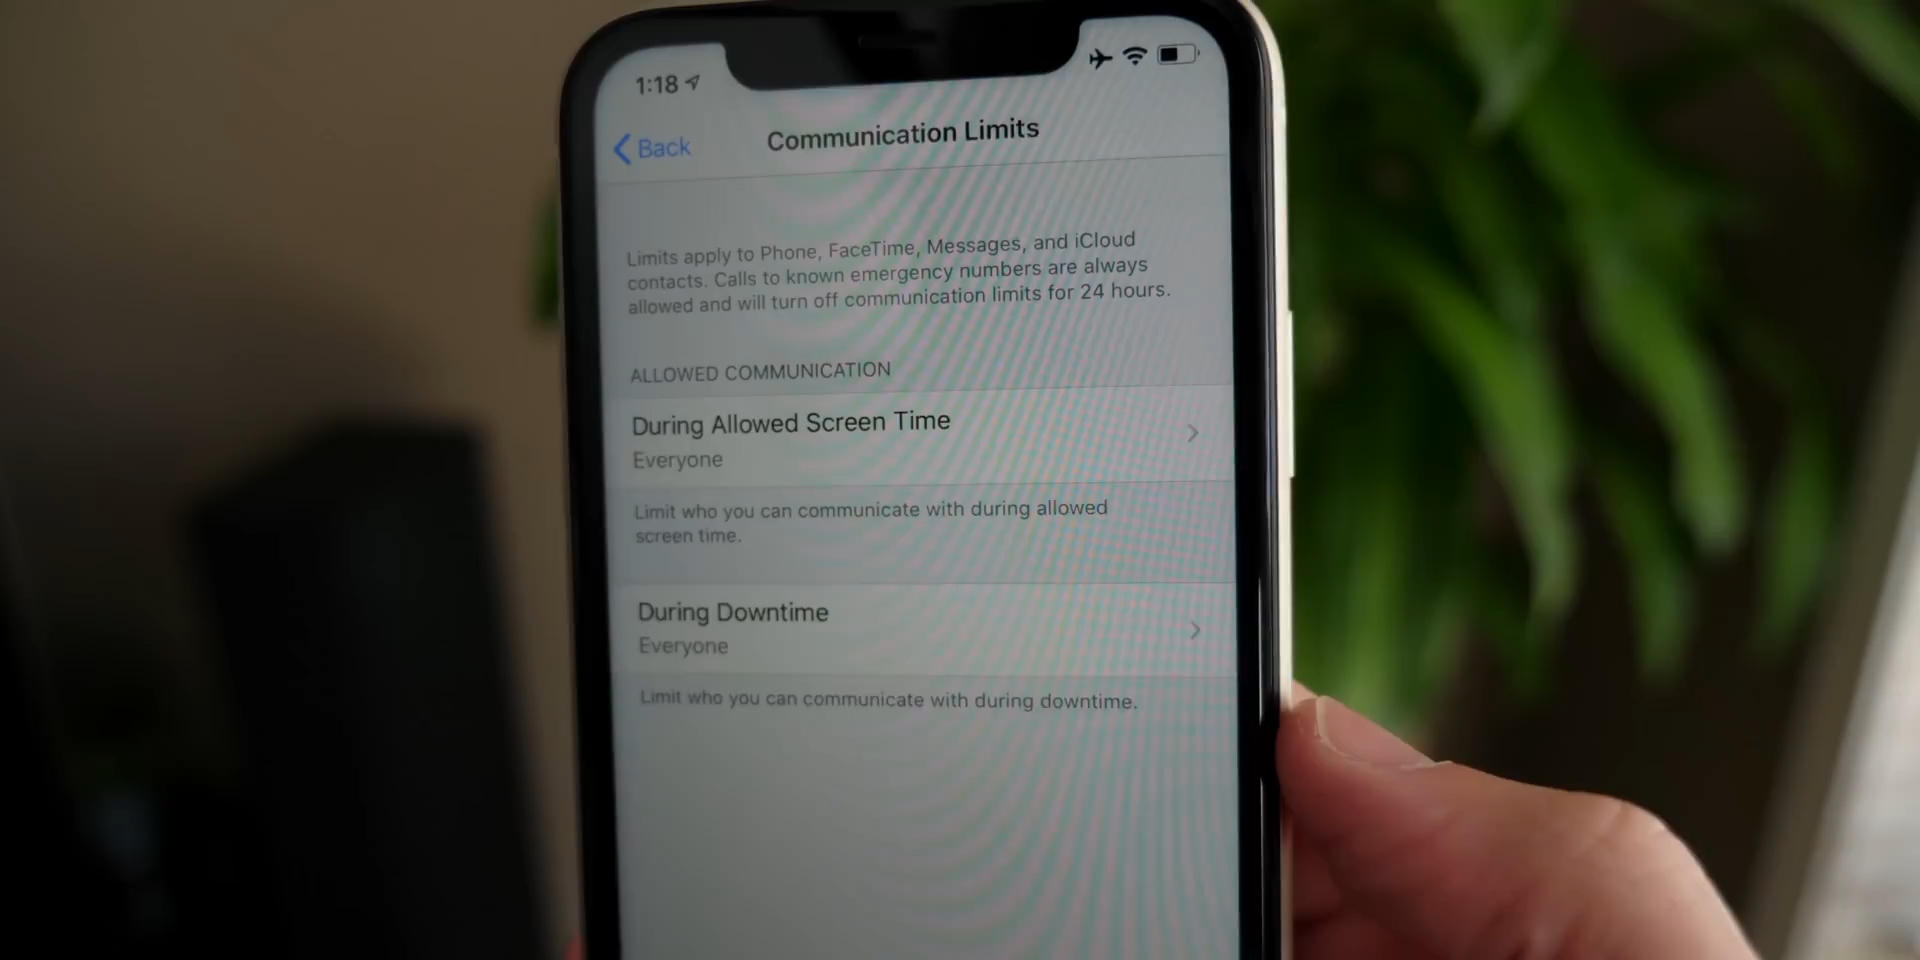 1:18
Back
Communication Limits
Limits apply to Phone, FaceTime, Messages, and iCloud
contacts. Calls to known emergency numbers are always
allowed and will turn off communication limits for 24 hours.
ALLOWED COMMUNICATION
During Allowed Screen Time
Everyone
Limit who you can communicate with during allowed
screen time.
During Downtime
Everyone
Limit who you can communicate with during downtime.